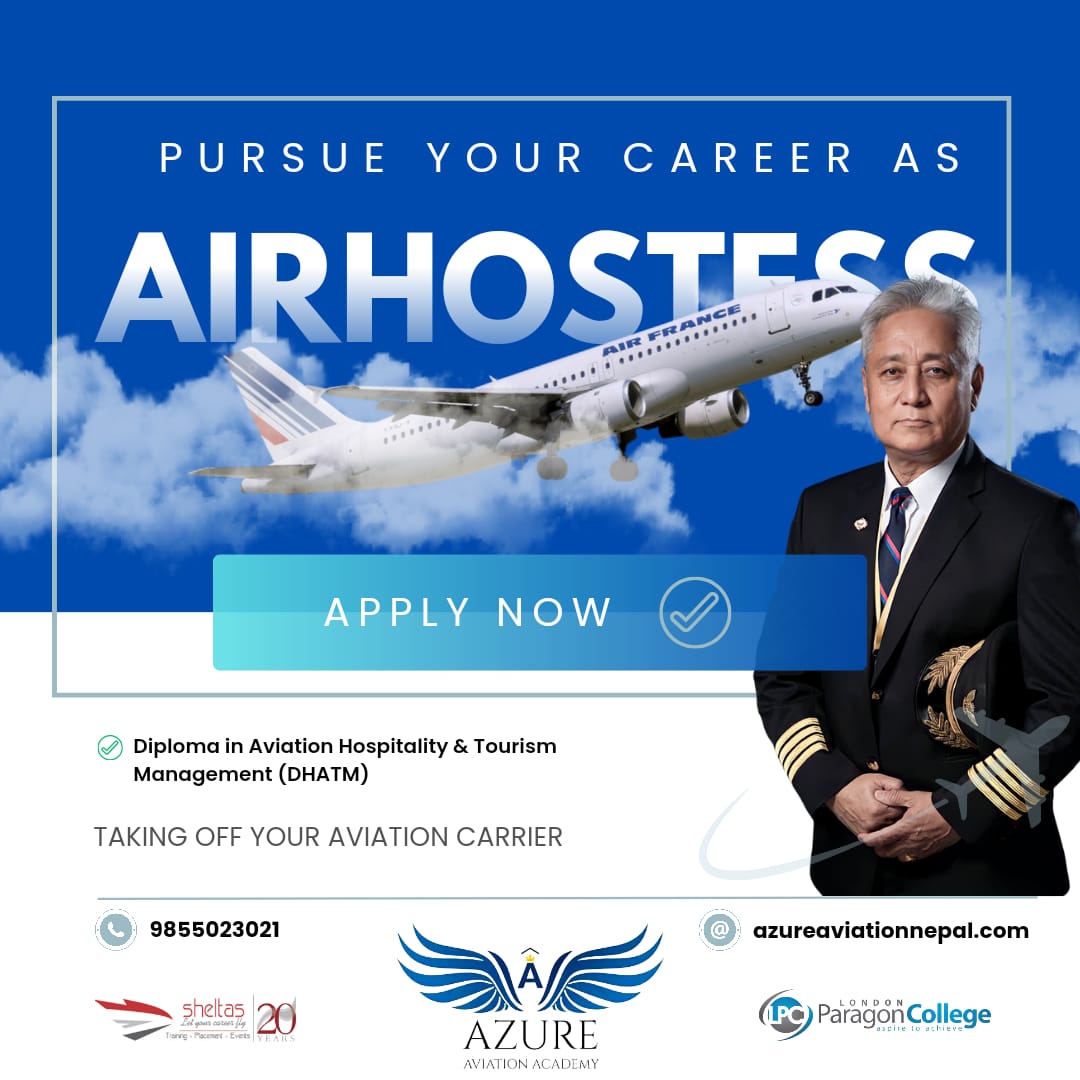 PURSUE YOUR CAREER AS
AIRHOSTESS
AIR FRANCE
APPLY NOW
Diploma in Aviation Hospitality & Tourism
Management (DHATM)
TAKING OFF YOUR AVIATION CARRIER
9855023021
@ azureaviationnepal.com
sheltas
Let your career fly
Training - Placement - Events
20
YEARS
Â
AZURE
AVIATION ACADEMY
LPC
LONDON
ParagonCollege
aspire to achieve